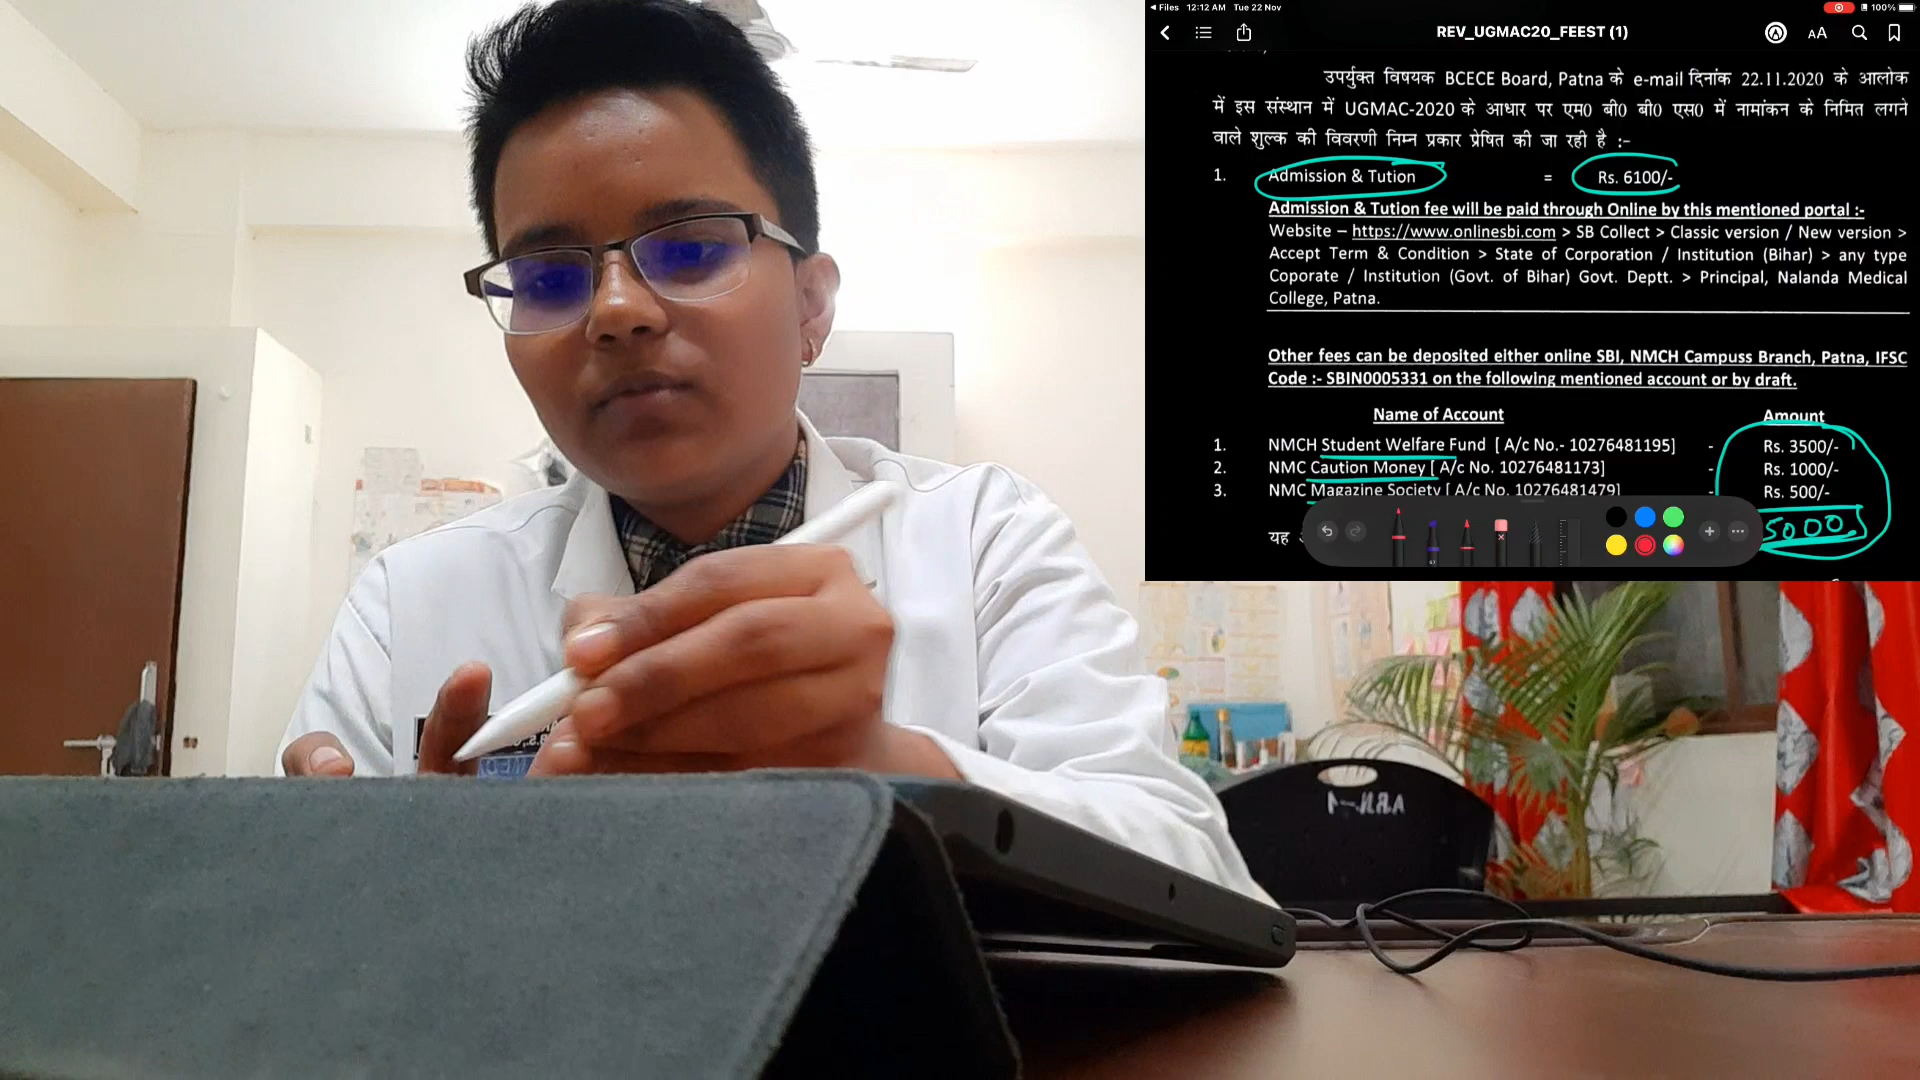 Files 12:12 AM Tue 22 Nov 100%
REV_UGMAC20_FEEST (1)
AA
उपर्युक्त विषयक BCECE Board, Patna के e-mail दिनांक 22.11.2020 के आलोक
में इस संस्थान में UGMAC-2020 के आधार पर एम0 बी0 बी0 एस0 में नामांकन के निमित लगने
वाले शुल्क की विवरणी निम्न प्रकार प्रेषित की जा रही है :-
1. Admission & Tution = Rs. 6100/-
Admission & Tution fee will be paid through Online by this mentioned portal :-
Website – https://www.onlinesbi.com > SB Collect > Classic version / New version >
Accept Term & Condition > State of Corporation / Institution (Bihar) > any type
Coporate / Institution (Govt. of Bihar) Govt. Deptt. > Principal, Nalanda Medical
College, Patna.
Other fees can be deposited either online SBI, NMCH Campuss Branch, Patna, IFSC
Code :- SBIN0005331 on the following mentioned account or by draft.
Name of Account Amount
1. NMCH Student Welfare Fund [ A/c No.- 10276481195] - Rs. 3500/-
2. NMC Caution Money [ A/c No. 10276481173] - Rs. 1000/-
3. NMC Magazine Society [ A/c No. 10276481479] - Rs. 500/-
5000
यह